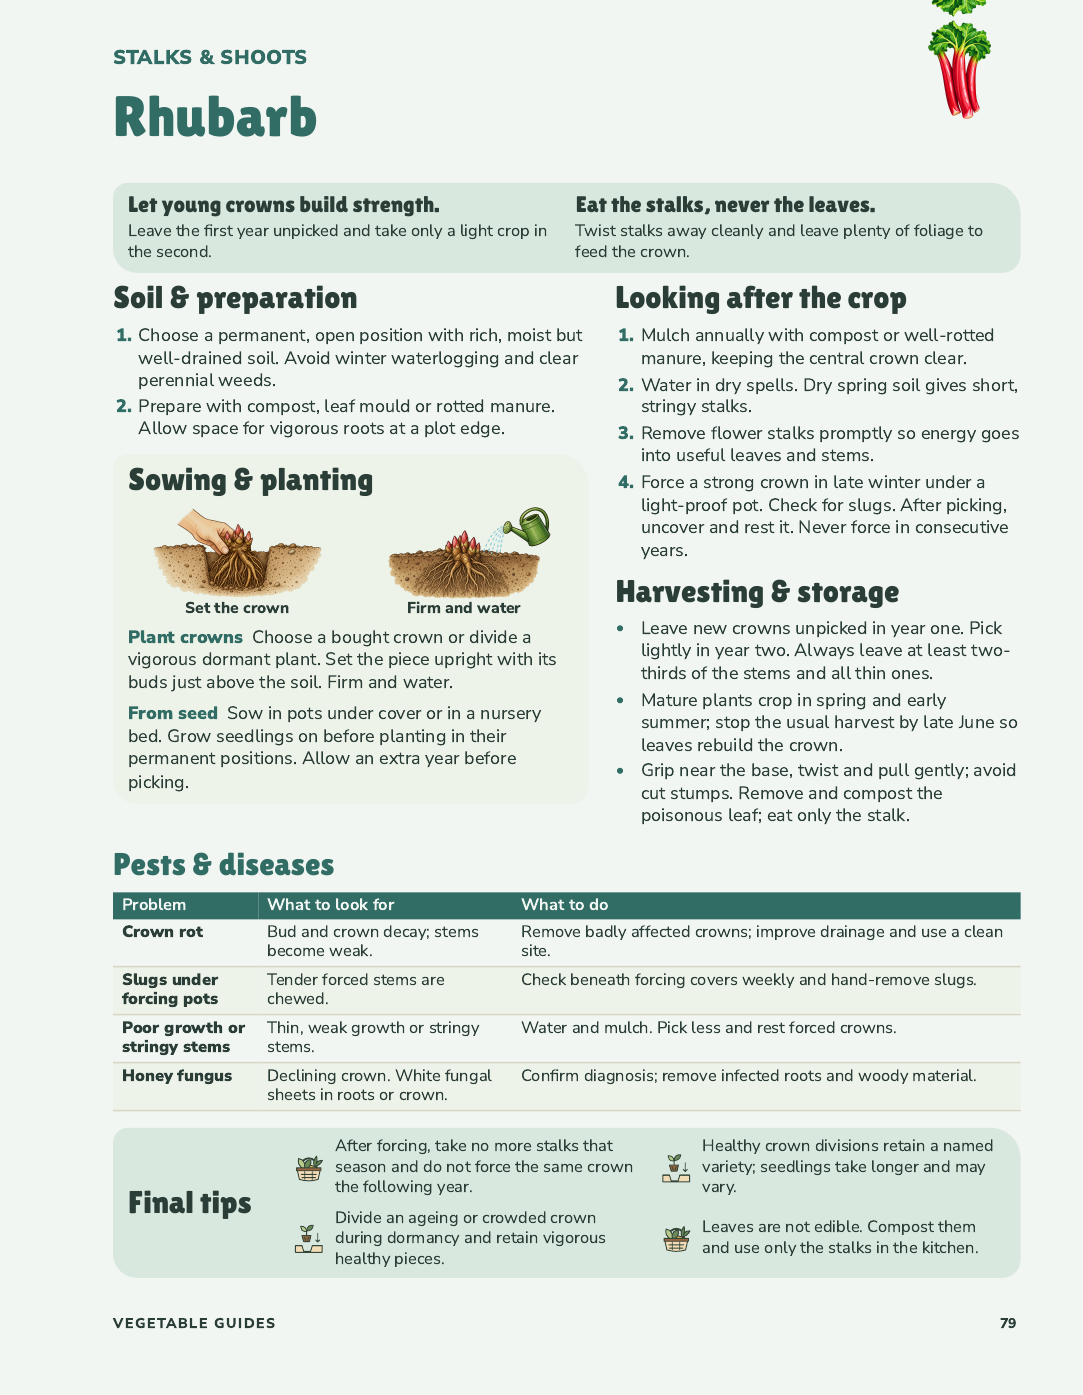 STALKS & SHOOTS
Rhubarb
Let young crowns build strength.
Leave the first year unpicked and take only a light crop in
the second.
Eat the stalks, never the leaves.
Twist stalks away cleanly and leave plenty of foliage to
feed the crown.
Soil & preparation
1. Choose a permanent, open position with rich, moist but
well-drained soil. Avoid winter waterlogging and clear
perennial weeds.
2. Prepare with compost, leaf mould or rotted manure.
Allow space for vigorous roots at a plot edge.
Sowing & planting
Set the crown
Firm and water
Plant crowns Choose a bought crown or divide a
vigorous dormant plant. Set the piece upright with its
buds just above the soil. Firm and water.
From seed Sow in pots under cover or in a nursery
bed. Grow seedlings on before planting in their
permanent positions. Allow an extra year before
picking.
Looking after the crop
1. Mulch annually with compost or well-rotted
manure, keeping the central crown clear.
2. Water in dry spells. Dry spring soil gives short,
stringy stalks.
3. Remove flower stalks promptly so energy goes
into useful leaves and stems.
4. Force a strong crown in late winter under a
light-proof pot. Check for slugs. After picking,
uncover and rest it. Never force in consecutive
years.
Harvesting & storage
• Leave new crowns unpicked in year one. Pick
lightly in year two. Always leave at least two-
thirds of the stems and all thin ones.
• Mature plants crop in spring and early
summer; stop the usual harvest by late June so
leaves rebuild the crown.
• Grip near the base, twist and pull gently; avoid
cut stumps. Remove and compost the
poisonous leaf; eat only the stalk.
Pests & diseases
Problem What to look for What to do
Crown rot Bud and crown decay; stems Remove badly affected crowns; improve drainage and use a clean
become weak. site.
Slugs under Tender forced stems are Check beneath forcing covers weekly and hand-remove slugs.
forcing pots chewed.
Poor growth or Thin, weak growth or stringy Water and mulch. Pick less and rest forced crowns.
stringy stems stems.
Honey fungus Declining crown. White fungal Confirm diagnosis; remove infected roots and woody material.
sheets in roots or crown.
Final tips
After forcing, take no more stalks that
season and do not force the same crown
the following year.
Divide an ageing or crowded crown
during dormancy and retain vigorous
healthy pieces.
Healthy crown divisions retain a named
variety; seedlings take longer and may
vary.
Leaves are not edible. Compost them
and use only the stalks in the kitchen.
VEGETABLE GUIDES
79